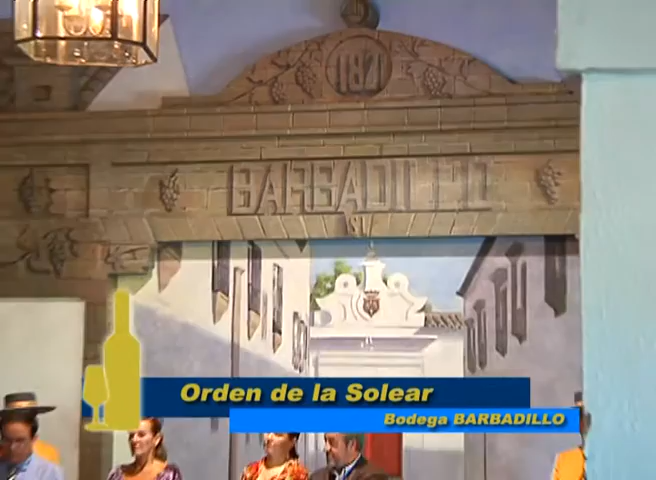 1821
BARBADILLO
S.A.
Orden de la Solear
Bodega BARBADILLO